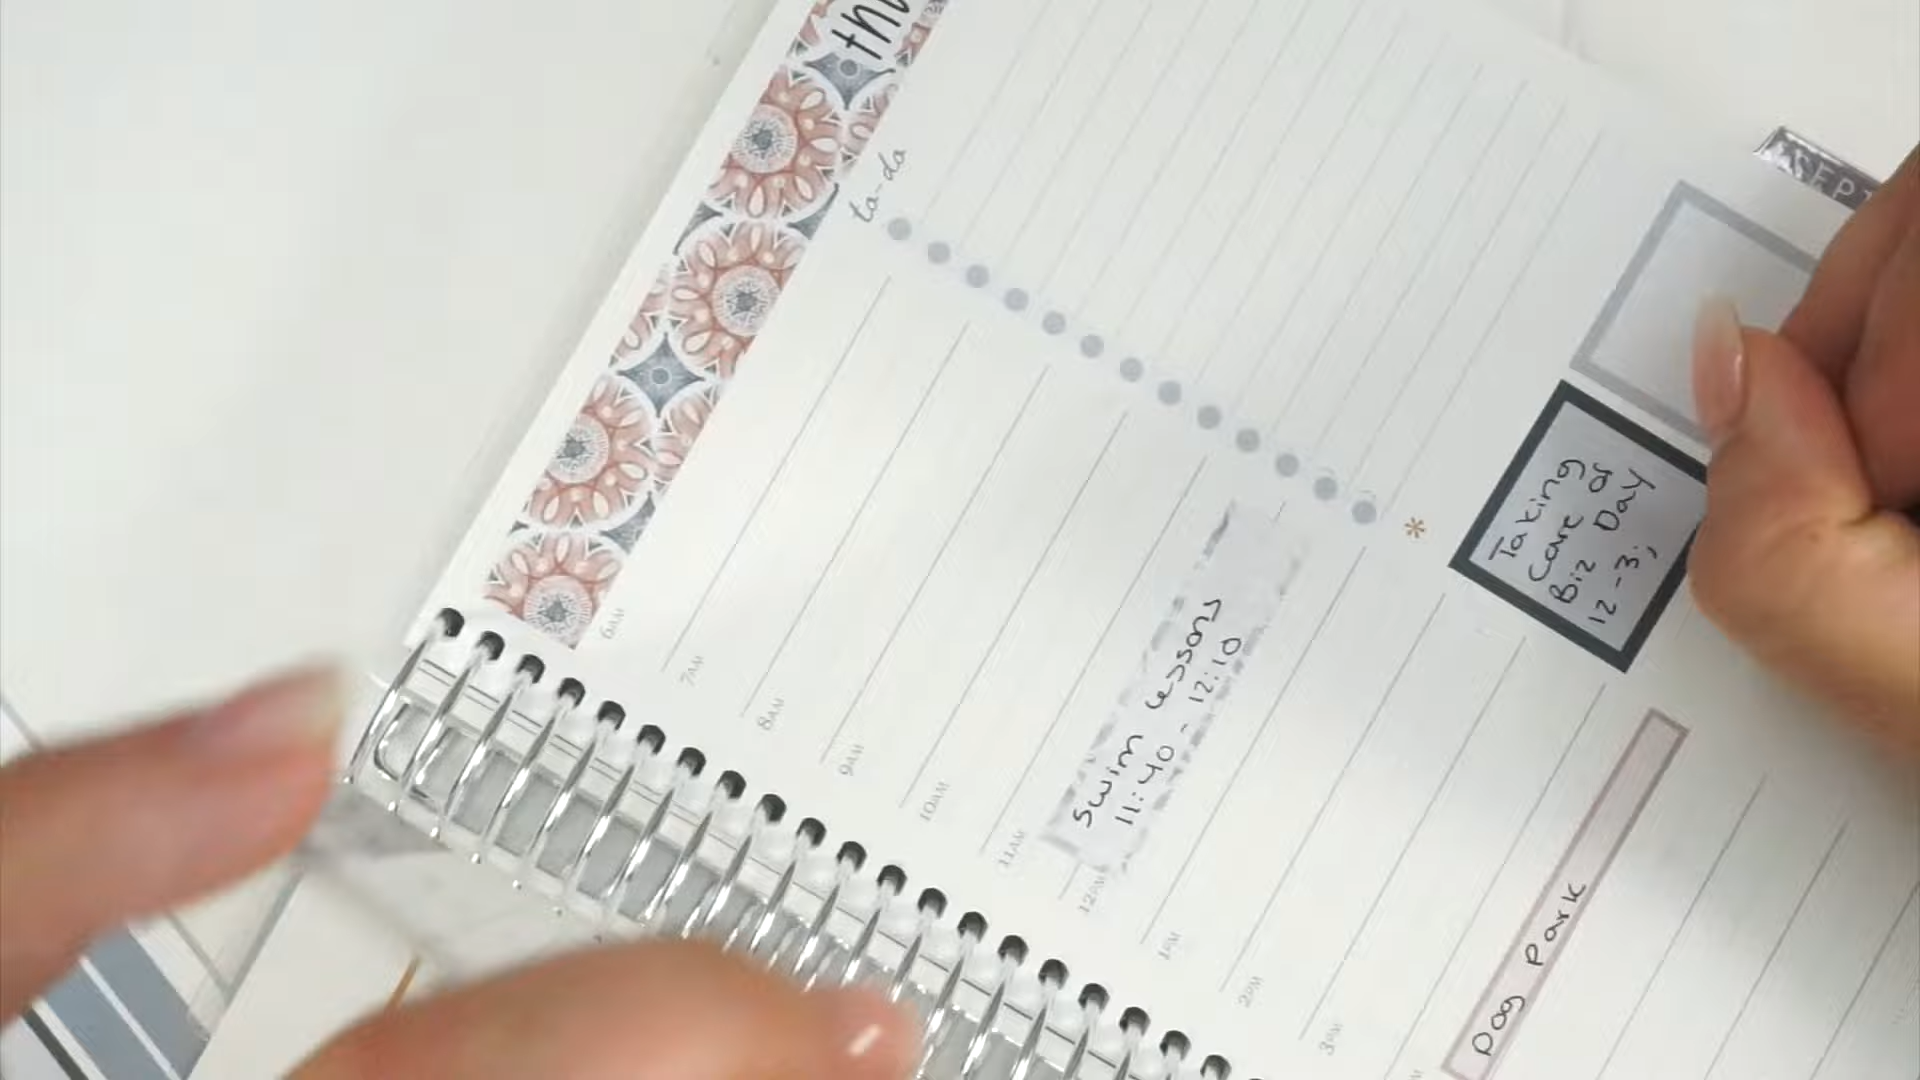 thu
to-do
SEPT
6AM
7AM
8AM
9AM
10AM
11AM
12PM
1PM
2PM
3PM
swim lessons
11:40 - 12:10
*
Taking
care of
Biz Day
12-3;
Dog Park